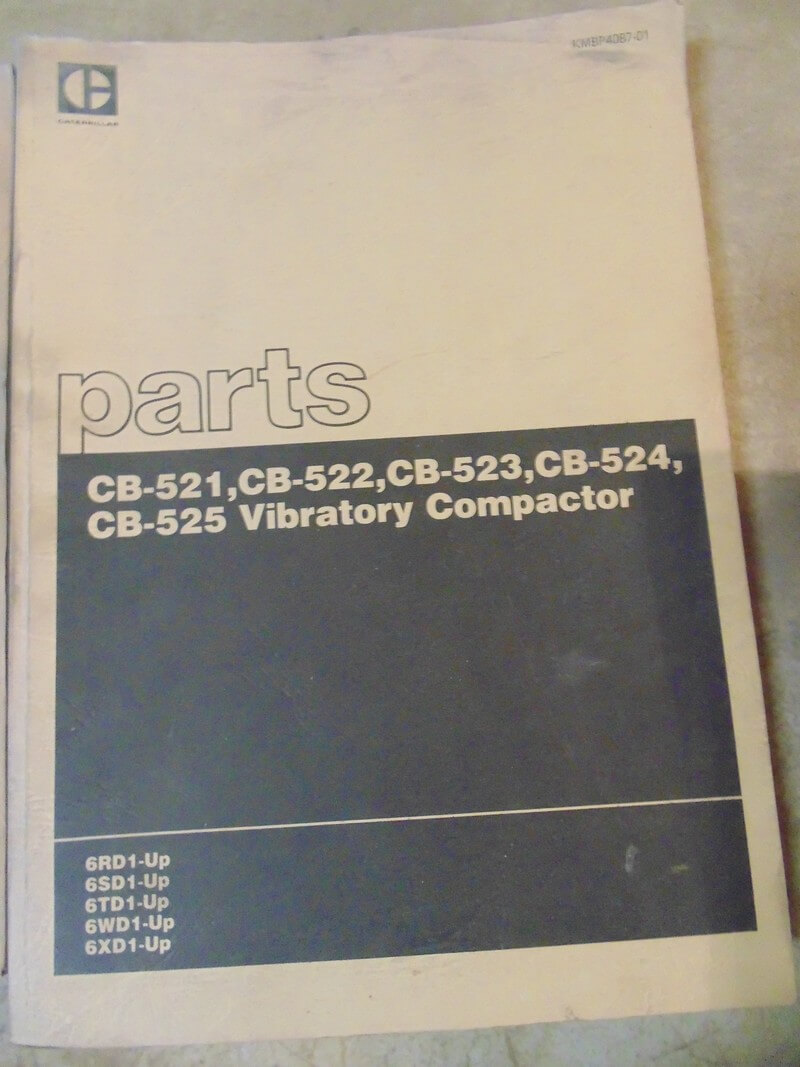 KMBP4087-01
CATERPILLAR
parts
CB-521,CB-522,CB-523,CB-524,
CB-525 Vibratory Compactor
6RD1-Up
6SD1-Up
6TD1-Up
6WD1-Up
6XD1-Up